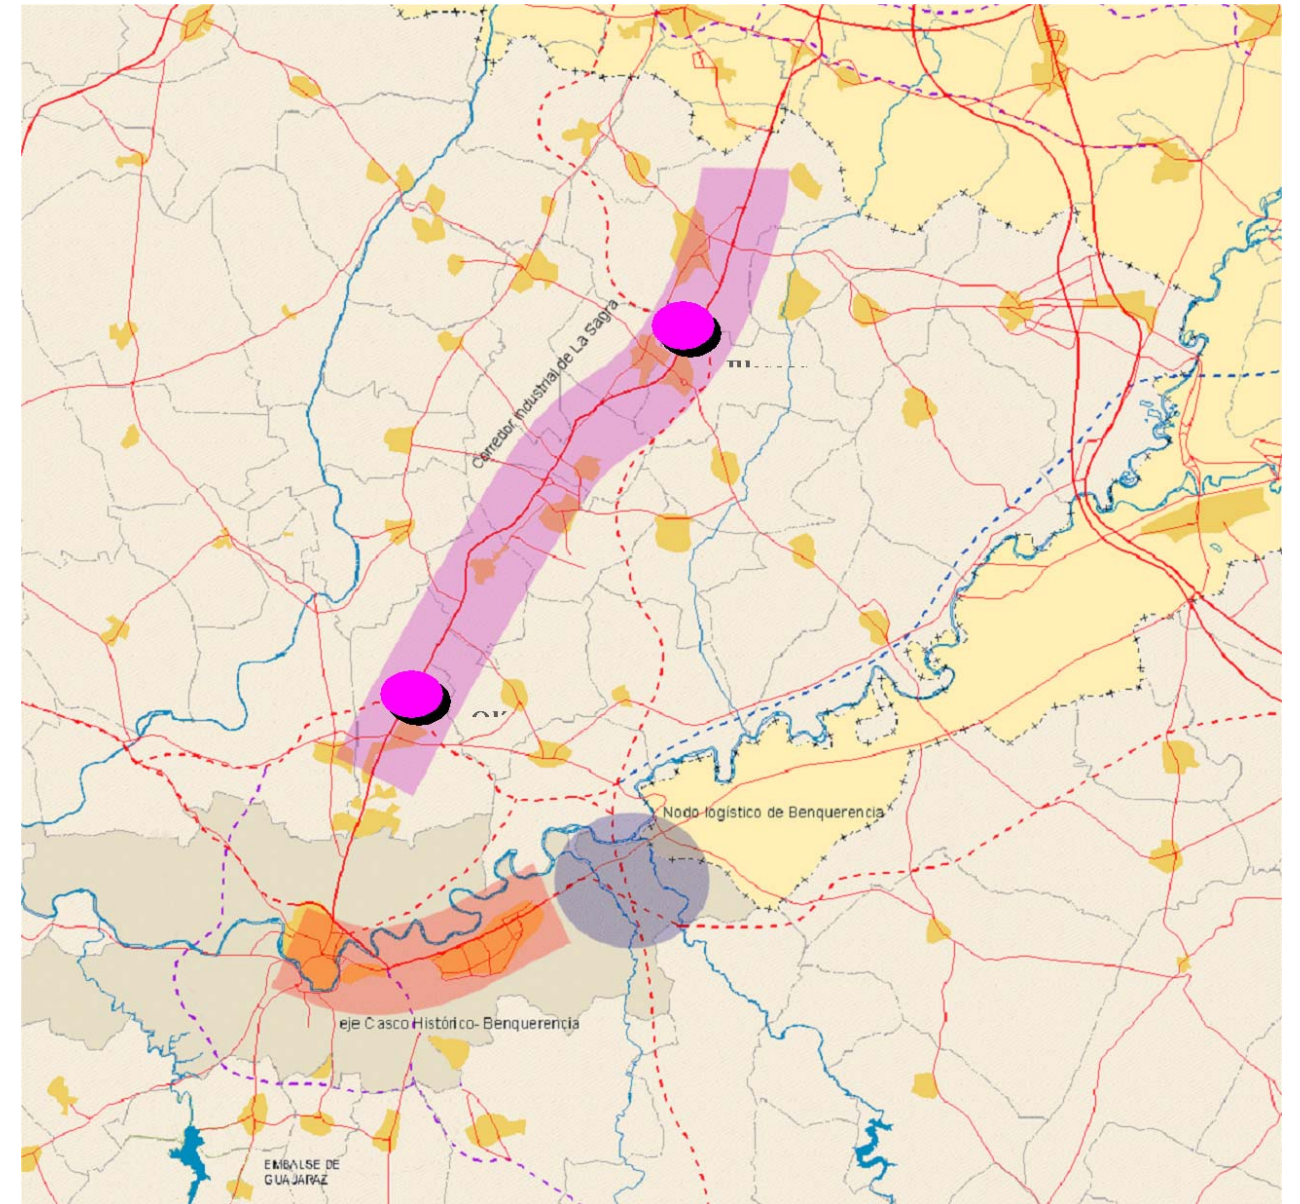 Corredor Industrial de La Sagra
Nodo logístico de Benquerencia
eje Casco Histórico- Benquerencia
EMBALSE DE
GUAJARAZ